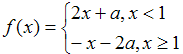 f(x) = { 2x + a, x < 1
-x - 2a, x ≥ 1